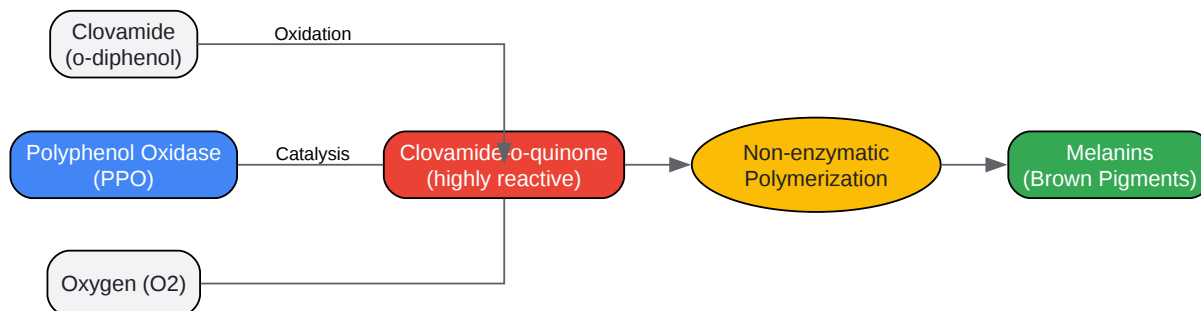 Clovamide
(o-diphenol)
Oxidation
Polyphenol Oxidase
(PPO)
Catalysis
Clovamide-o-quinone
(highly reactive)
Non-enzymatic
Polymerization
Melanins
(Brown Pigments)
Oxygen (O2)